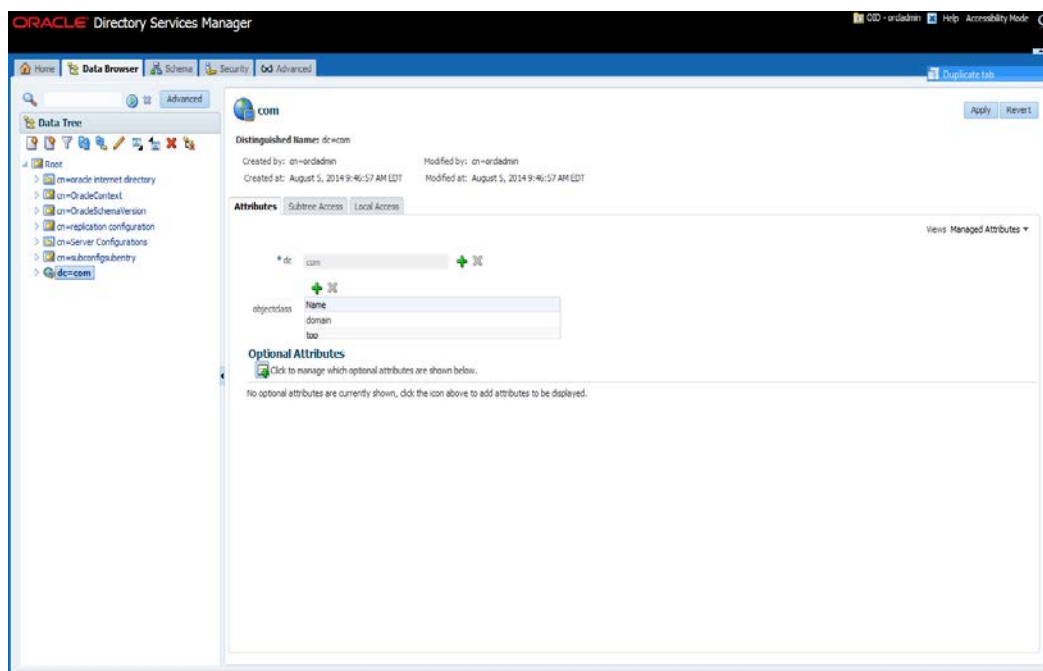 ORACLE Directory Services Manager
OID - orcladmin Help Accessibility Mode
Home Data Browser Schema Security Advanced
Duplicate tab
Advanced
Data Tree
Root
cn=oracle internet directory
cn=OracleContext
cn=OracleSchemaVersion
cn=replication configuration
cn=Server Configurations
cn=subconfigsubentry
dc=com
com
Apply Revert
Distinguished Name: dc=com
Created by: cn=orcladmin Modified by: cn=orcladmin
Created at: August 5, 2014 9:46:57 AM EDT Modified at: August 5, 2014 9:46:57 AM EDT
Attributes Subtree Access Local Access
Views Managed Attributes
* dc com
objectclass
Name
domain
top
Optional Attributes
Click to manage which optional attributes are shown below.
No optional attributes are currently shown, click the icon above to add attributes to be displayed.